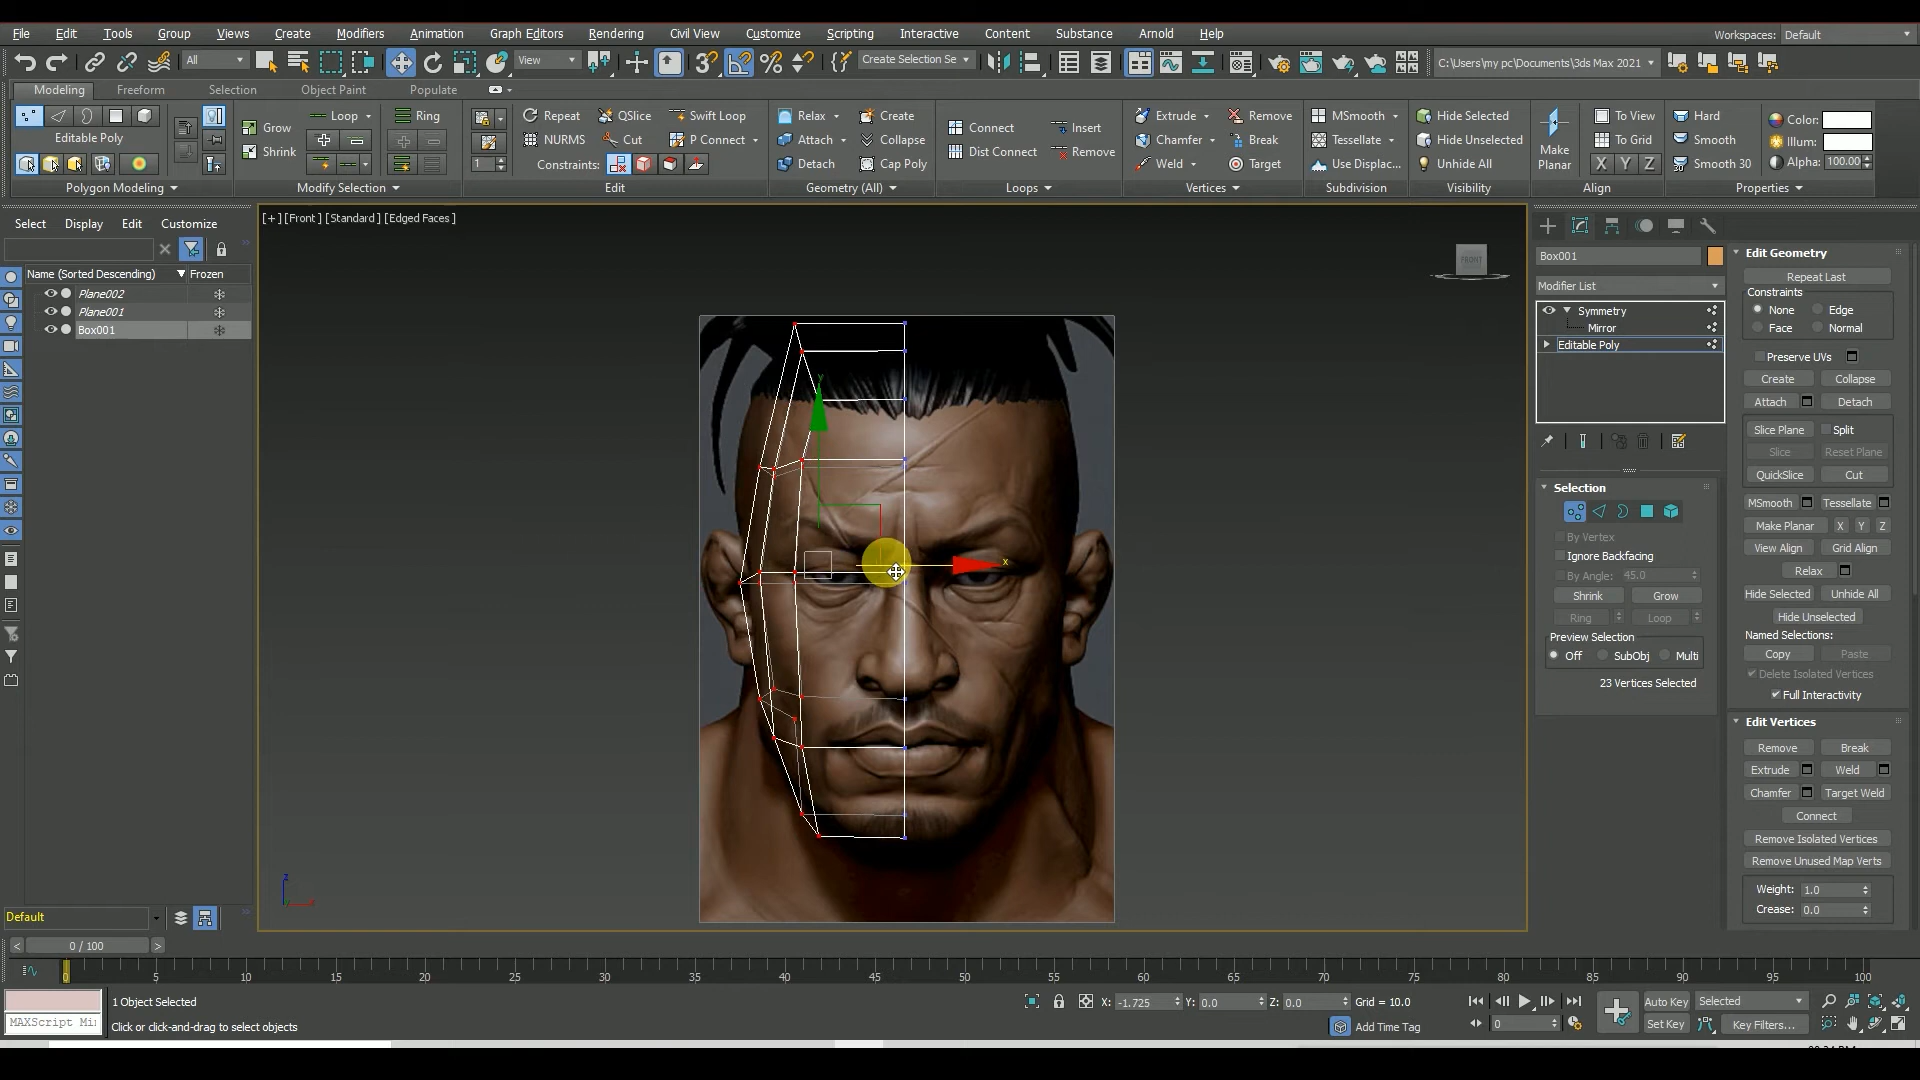 File Edit Tools Group Views Create Modifiers Animation Graph Editors Rendering Civil View Customize Scripting Interactive Content Substance Arnold Help Workspaces: Default
All View Create Selection Se C:\Users\my pc\Documents\3ds Max 2021
Modeling Freeform Selection Object Paint Populate
Editable Poly
Polygon Modeling
Grow
Shrink
Loop
Ring
Modify Selection
1
Repeat QSlice Swift Loop
NURMS Cut P Connect
Constraints:
Edit
Relax Create
Attach Collapse
Detach Cap Poly
Geometry (All)
Connect Insert
Dist Connect Remove
Loops
Extrude Remove
Chamfer Break
Weld Target
Vertices
MSmooth
Tessellate
Use Displac...
Subdivision
Hide Selected
Hide Unselected
Unhide All
Visibility
Make
Planar
To View
To Grid
X Y Z
Align
Hard
Smooth
Smooth 30
Color:
Illum:
Alpha: 100.00
Properties
Select Display Edit Customize
Name (Sorted Descending) Frozen
Plane002
Plane001
Box001
Default
[+] [Front] [Standard] [Edged Faces]
FRONT
y
x
z
Box001
Modifier List
Symmetry
Mirror
Editable Poly
Selection
By Vertex
Ignore Backfacing
By Angle: 45.0
Shrink Grow
Ring Loop
Preview Selection
Off SubObj Multi
23 Vertices Selected
Edit Geometry
Repeat Last
Constraints
None Edge
Face Normal
Preserve UVs
Create Collapse
Attach Detach
Slice Plane Split
Slice Reset Plane
QuickSlice Cut
MSmooth Tessellate
Make Planar X Y Z
View Align Grid Align
Relax
Hide Selected Unhide All
Hide Unselected
Named Selections:
Copy Paste
Delete Isolated Vertices
Full Interactivity
Edit Vertices
Remove Break
Extrude Weld
Chamfer Target Weld
Connect
Remove Isolated Vertices
Remove Unused Map Verts
Weight: 1.0
Crease: 0.0
< 0 / 100 >
0 5 10 15 20 25 30 35 40 45 50 55 60 65 70 75 80 85 90 95 100
1 Object Selected
X: -1.725 Y: 0.0 Z: 0.0 Grid = 10.0
Auto Key Selected
MAXScript Mi
Click or click-and-drag to select objects
Add Time Tag
0
Set Key Key Filters...